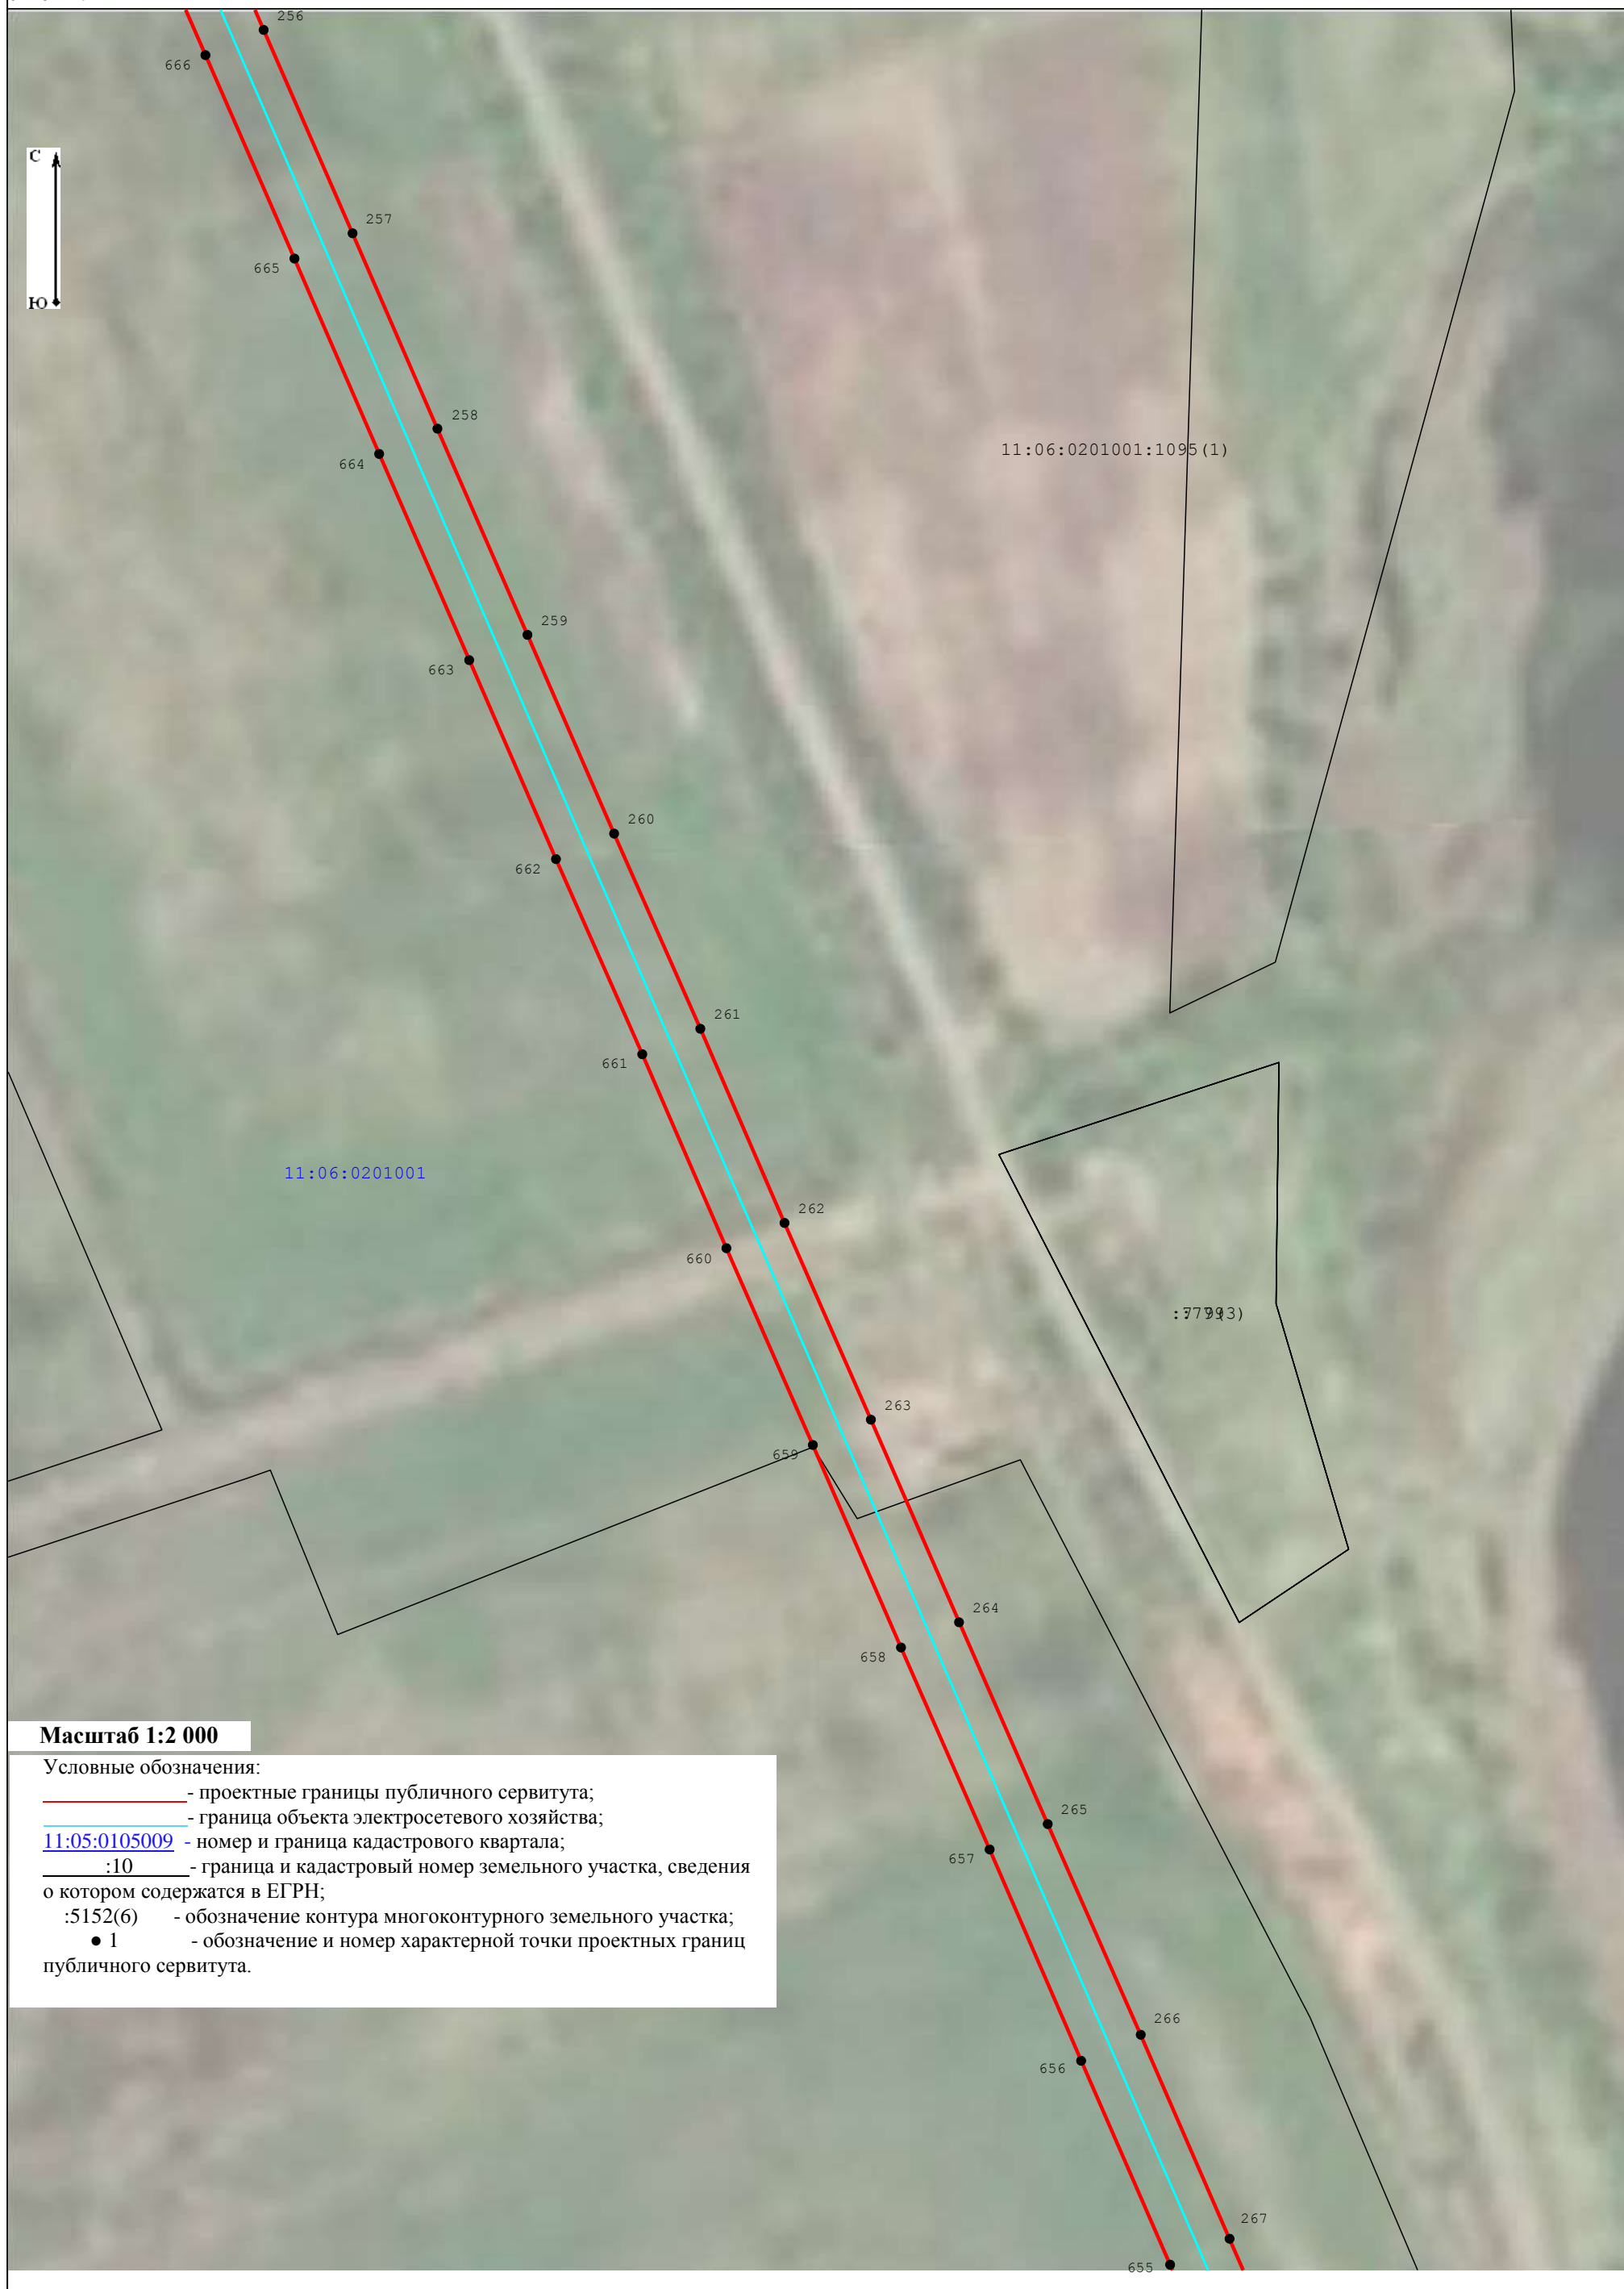 256
666
С
257
665
Ю
258
11:06:0201001:1095(1)
664
259
663
260
662
261
661
11:06:0201001
262
660
263
659
264
658
Масштаб 1:2 000
Условные обозначения:
- проектные границы публичного сервитута;
- граница объекта электросетевого хозяйства;
11:05:0105009 - номер и граница кадастрового квартала;
:10 - граница и кадастровый номер земельного участка, сведения
о котором содержатся в ЕГРН;
:5152(6) - обозначение контура многоконтурного земельного участка;
● 1 - обозначение и номер характерной точки проектных границ
публичного сервитута.
265
657
266
656
267
655